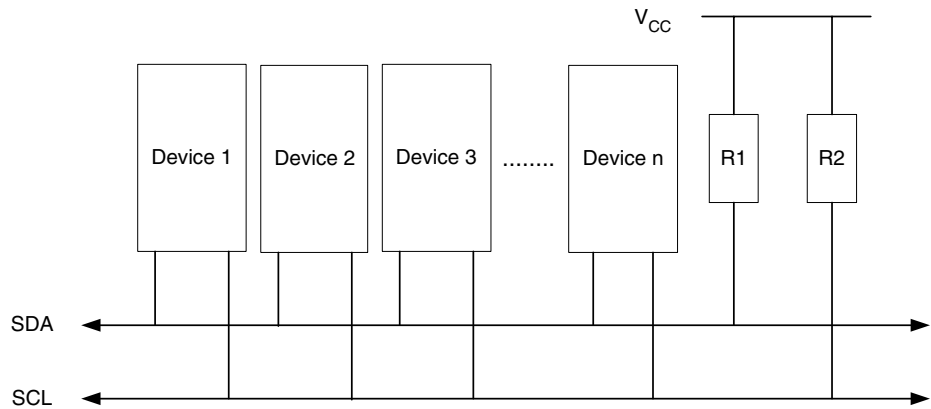 VCC
Device 1 Device 2 Device 3 ........ Device n R1 R2
SDA
SCL